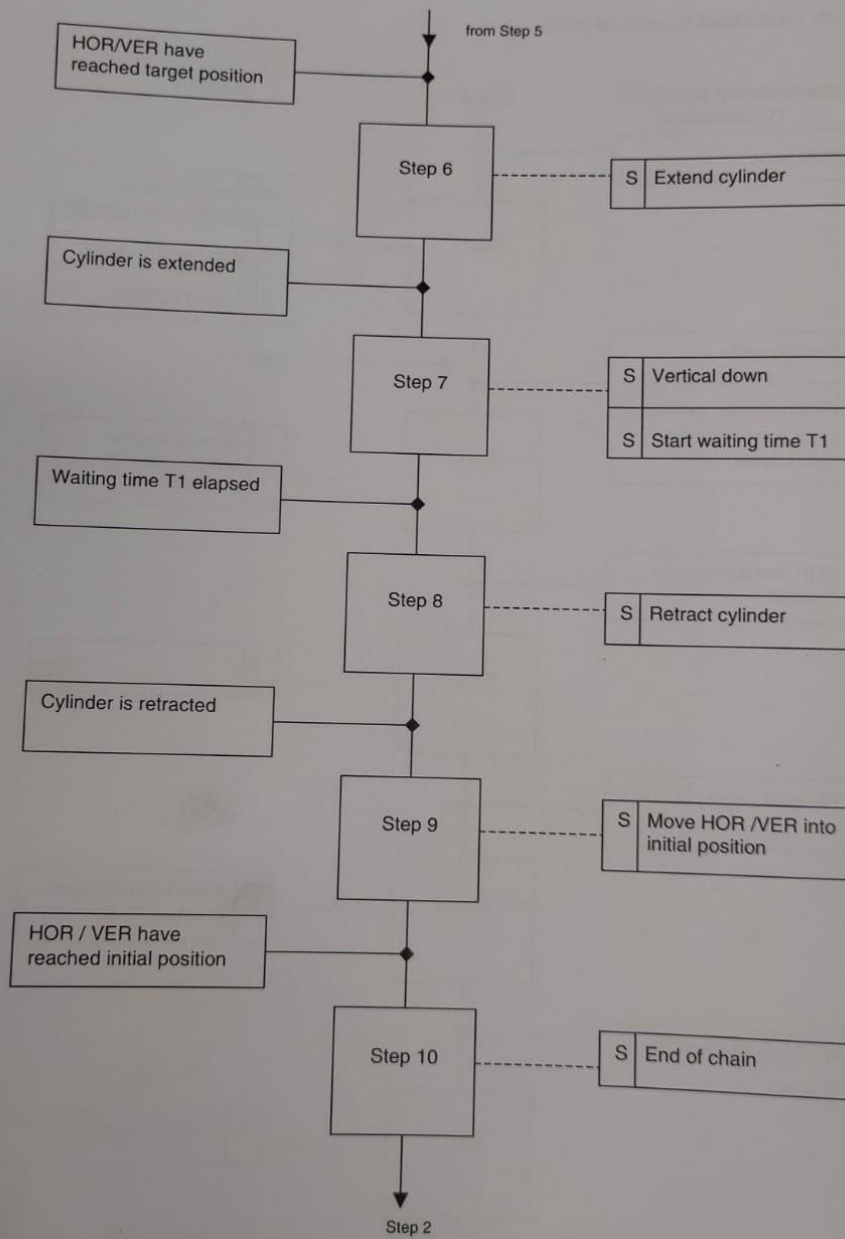 from Step 5
HOR/VER have
reached target position
Step 6
S Extend cylinder
Cylinder is extended
Step 7
S Vertical down
S Start waiting time T1
Waiting time T1 elapsed
Step 8
S Retract cylinder
Cylinder is retracted
Step 9
S Move HOR /VER into
initial position
HOR / VER have
reached initial position
Step 10
S End of chain
Step 2